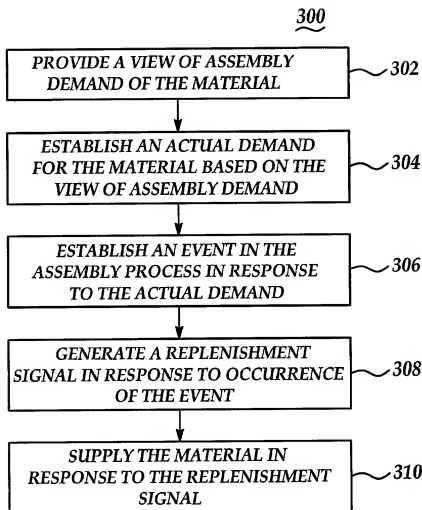 300
PROVIDE A VIEW OF ASSEMBLY
DEMAND OF THE MATERIAL
302
ESTABLISH AN ACTUAL DEMAND
FOR THE MATERIAL BASED ON THE
VIEW OF ASSEMBLY DEMAND
304
ESTABLISH AN EVENT IN THE
ASSEMBLY PROCESS IN RESPONSE
TO THE ACTUAL DEMAND
306
GENERATE A REPLENISHMENT
SIGNAL IN RESPONSE TO OCCURRENCE
OF THE EVENT
308
SUPPLY THE MATERIAL IN
RESPONSE TO THE REPLENISHMENT
SIGNAL
310